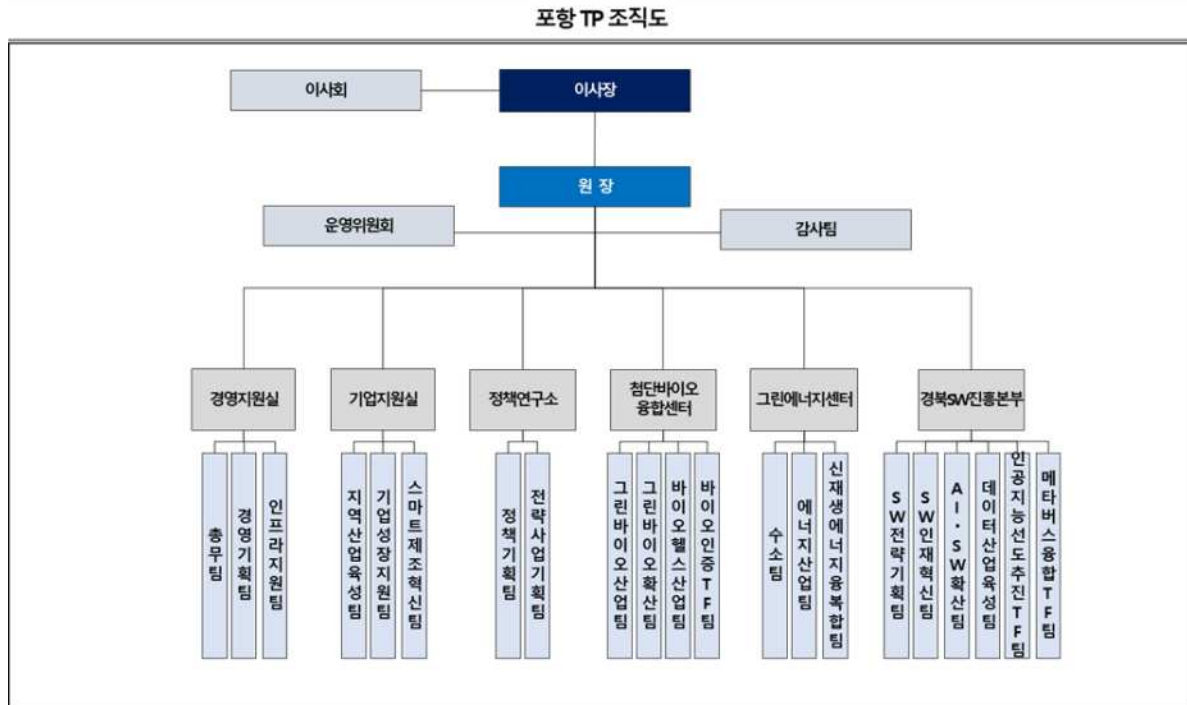 포항 TP 조직도
이사회
이사장
원 장
운영위원회
감사팀
경영지원실
기업지원실
정책연구소
첨단바이오
융합센터
그린에너지센터
경북SW진흥본부
총무팀
경영기획팀
인프라지원팀
지역산업육성팀
기업성장지원팀
스마트제조혁신팀
정책기획팀
전략사업기획팀
그린바이오산업팀
그린바이오확산팀
바이오헬스산업팀
바이오인증TF팀
수소팀
에너지산업팀
신재생에너지융복합팀
SW전략기획팀
SW인재혁신팀
AI·SW확산팀
데이터산업육성팀
인공지능선도추진TF팀
메타버스융합TF팀